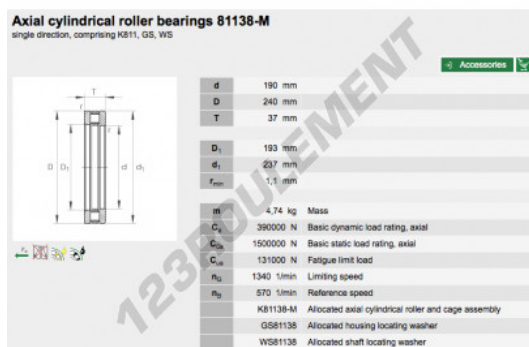 Axial cylindrical roller bearings 81138-M
single direction, comprising K811, GS, WS
Accessories
T
r
r
D D1 d d1
d 190 mm
D 240 mm
T 37 mm
D1 193 mm
d1 237 mm
rmin 1,1 mm
m 4,74 kg Mass
Ca 390000 N Basic dynamic load rating, axial
C0a 1500000 N Basic static load rating, axial
Cua 131000 N Fatigue limit load
nG 1340 1/min Limiting speed
nB 570 1/min Reference speed
K81138-M Allocated axial cylindrical roller and cage assembly
GS81138 Allocated housing locating washer
WS81138 Allocated shaft locating washer
123ROULEMENT